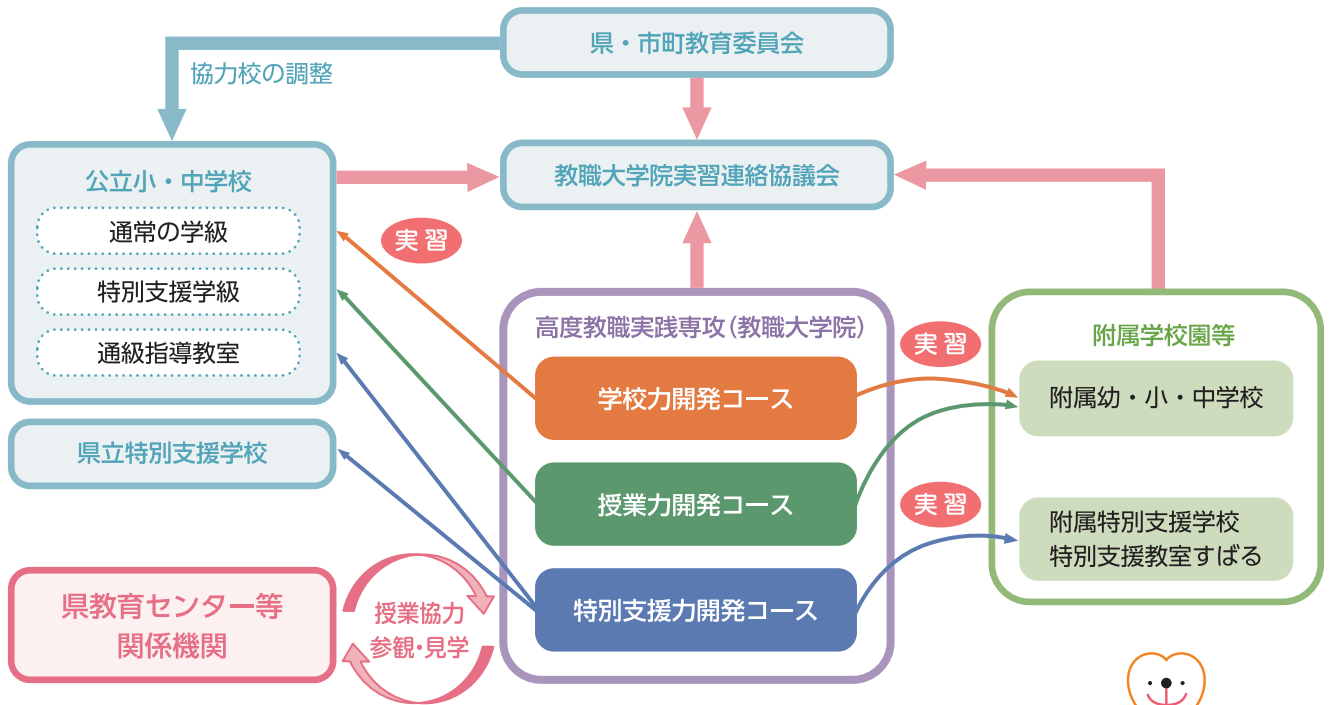 県・市町教育委員会
協力校の調整
公立小・中学校
通常の学級
特別支援学級
通級指導教室
教職大学院実習連絡協議会
実習
県立特別支援学校
高度教職実践専攻（教職大学院）
学校力開発コース
授業力開発コース
特別支援力開発コース
実習
実習
附属学校園等
附属幼・小・中学校
附属特別支援学校
特別支援教室すばる
県教育センター等
関係機関
授業協力
参観・見学